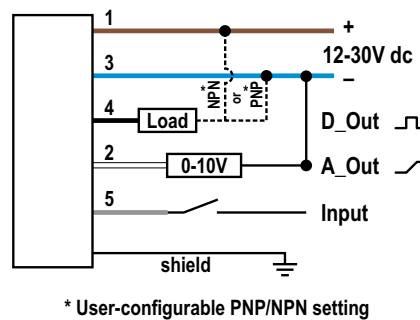 1
+
12-30V dc
3
–
* NPN
or
* PNP
4
Load
D_Out
2
0-10V
A_Out
5
Input
shield
* User-configurable PNP/NPN setting